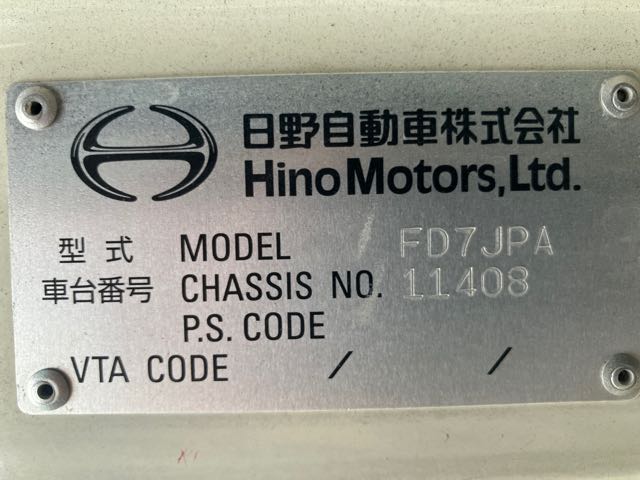 日野自動車株式会社
Hino Motors, Ltd.
型式 MODEL FD7JPA
車台番号 CHASSIS NO. 11408
P.S. CODE
VTA CODE / /